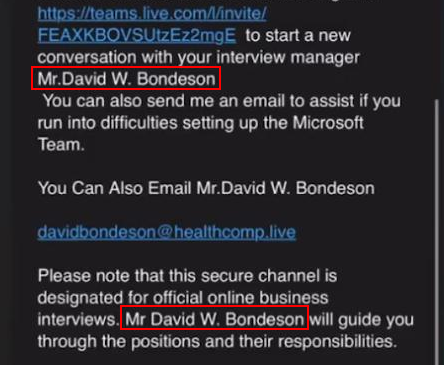 https://teams.live.com/l/invite/
FEAXKBOVSUtzEz2mgE to start a new
conversation with your interview manager
Mr.David W. Bondeson
You can also send me an email to assist if you
run into difficulties setting up the Microsoft
Team.
You Can Also Email Mr.David W. Bondeson
davidbondeson@healthcomp.live
Please note that this secure channel is
designated for official online business
interviews. Mr David W. Bondeson will guide you
through the positions and their responsibilities.